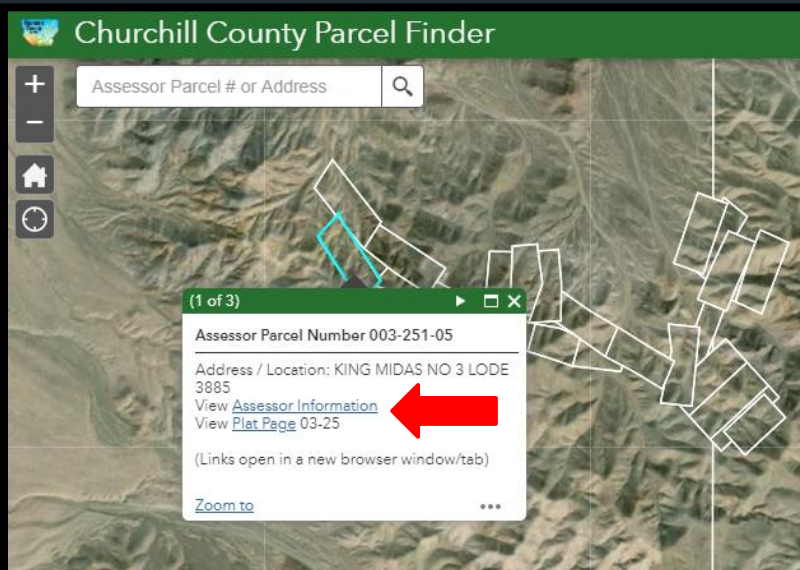 Churchill County Parcel Finder
Assessor Parcel # or Address
(1 of 3)
Assessor Parcel Number 003-251-05
Address / Location: KING MIDAS NO 3 LODE
3885
View Assessor Information
View Plat Page 03-25
(Links open in a new browser window/tab)
Zoom to